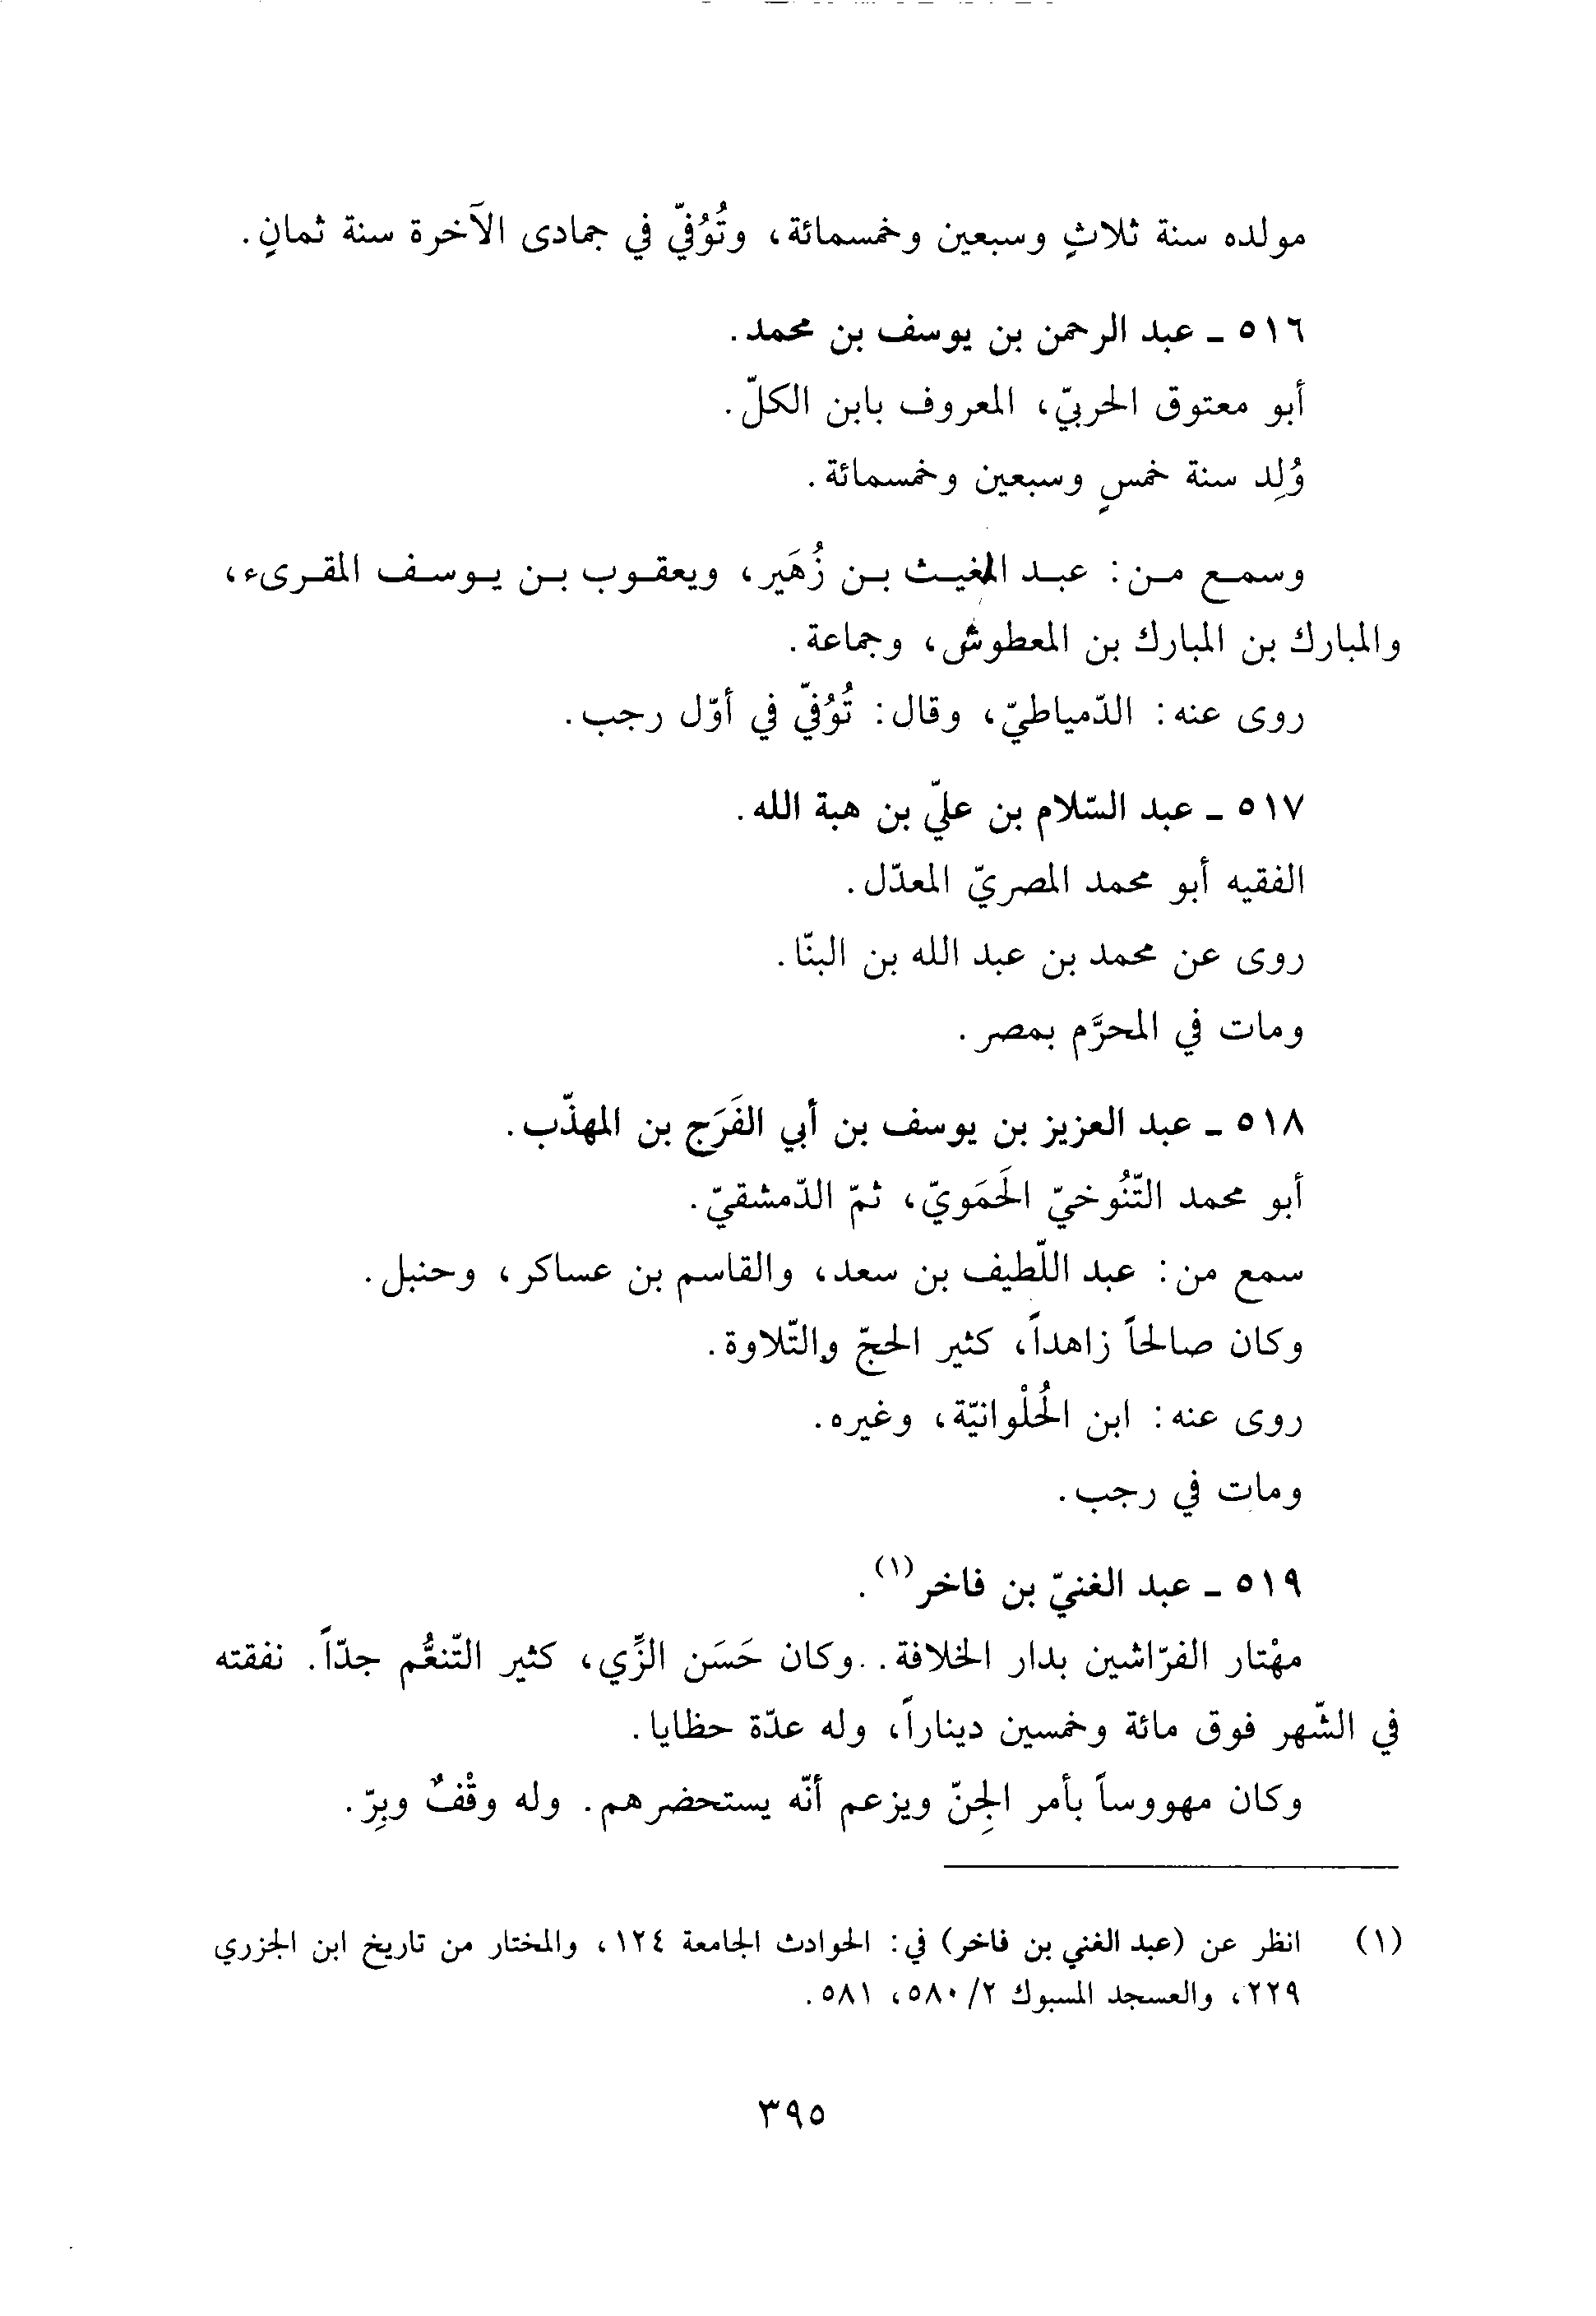 مولده سنة ثلاثٍ وسبعين وخمسمائة، وتُوُفّي في جمادى الآخرة سنة ثمانٍ.
٥١٦ ـ عبد الرحمن بن يوسف بن محمد.
أبو معتوق الحربيّ، المعروف بابن الكلّ.
وُلِد سنة خمسٍ وسبعين وخمسمائة.
وسمع من: عبد المغيث بن زُهَير، ويعقوب بن يوسف المقرىء،
والمبارك بن المبارك بن المعطوش، وجماعة.
روى عنه: الدّمياطيّ، وقال: تُوُفّي في أوّل رجب.
٥١٧ ـ عبد السّلام بن عليّ بن هبة الله.
الفقيه أبو محمد المصريّ المعدّل.
روى عن محمد بن عبد الله بن البنّا.
ومات في المحرَّم بمصر.
٥١٨ ـ عبد العزيز بن يوسف بن أبي الفَرَج بن المهذّب.
أبو محمد التّنُوخيّ الحَمَويّ، ثمّ الدّمشقيّ.
سمع من: عبد اللّطيف بن سعد، والقاسم بن عساكر، وحنبل.
وكان صالحاً زاهداً، كثير الحجّ والتّلاوة.
روى عنه: ابن الحُلْوانيّة، وغيره.
ومات في رجب.
٥١٩ ـ عبد الغنيّ بن فاخر(١).
مهْتار الفرّاشين بدار الخلافة. .وكان حَسَن الزِّي، كثير التّنعُّم جدّاً. نفقته
في الشّهر فوق مائة وخمسين ديناراً، وله عدّة حظايا.
وكان مهووساً بأمر الجِنّ ويزعم أنّه يستحضرهم. وله وقْفٌ وبِرّ.
(١) انظر عن (عبد الغني بن فاخر) في: الحوادث الجامعة ١٢٤، والمختار من تاريخ ابن الجزري
٢٢٩، والعسجد المسبوك ٢/ ٥٨٠، ٥٨١.
٣٩٥